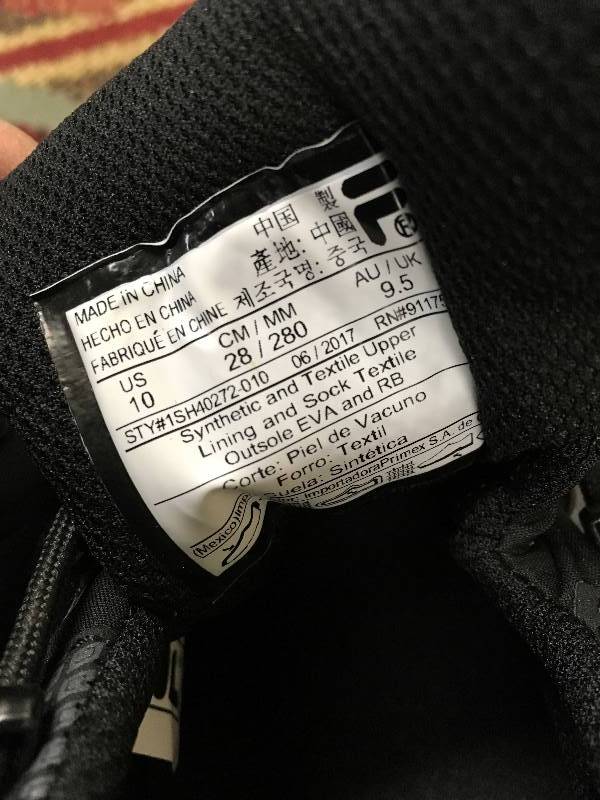 中国 製
產地: 中國
제조국명: 중국
MADE IN CHINA
HECHO EN CHINA
FABRIQUÉ EN CHINE
US CM / MM AU / UK
10 28 / 280 9.5
STY#1SH40272-010 06 / 2017 RN#91175
Synthetic and Textile Upper
Lining and Sock Textile
Outsole EVA and RB
Corte: Piel de Vacuno
Forro: Textil
Suela: Sintética
ImportadoraPrimex S.A. de
(Mexico